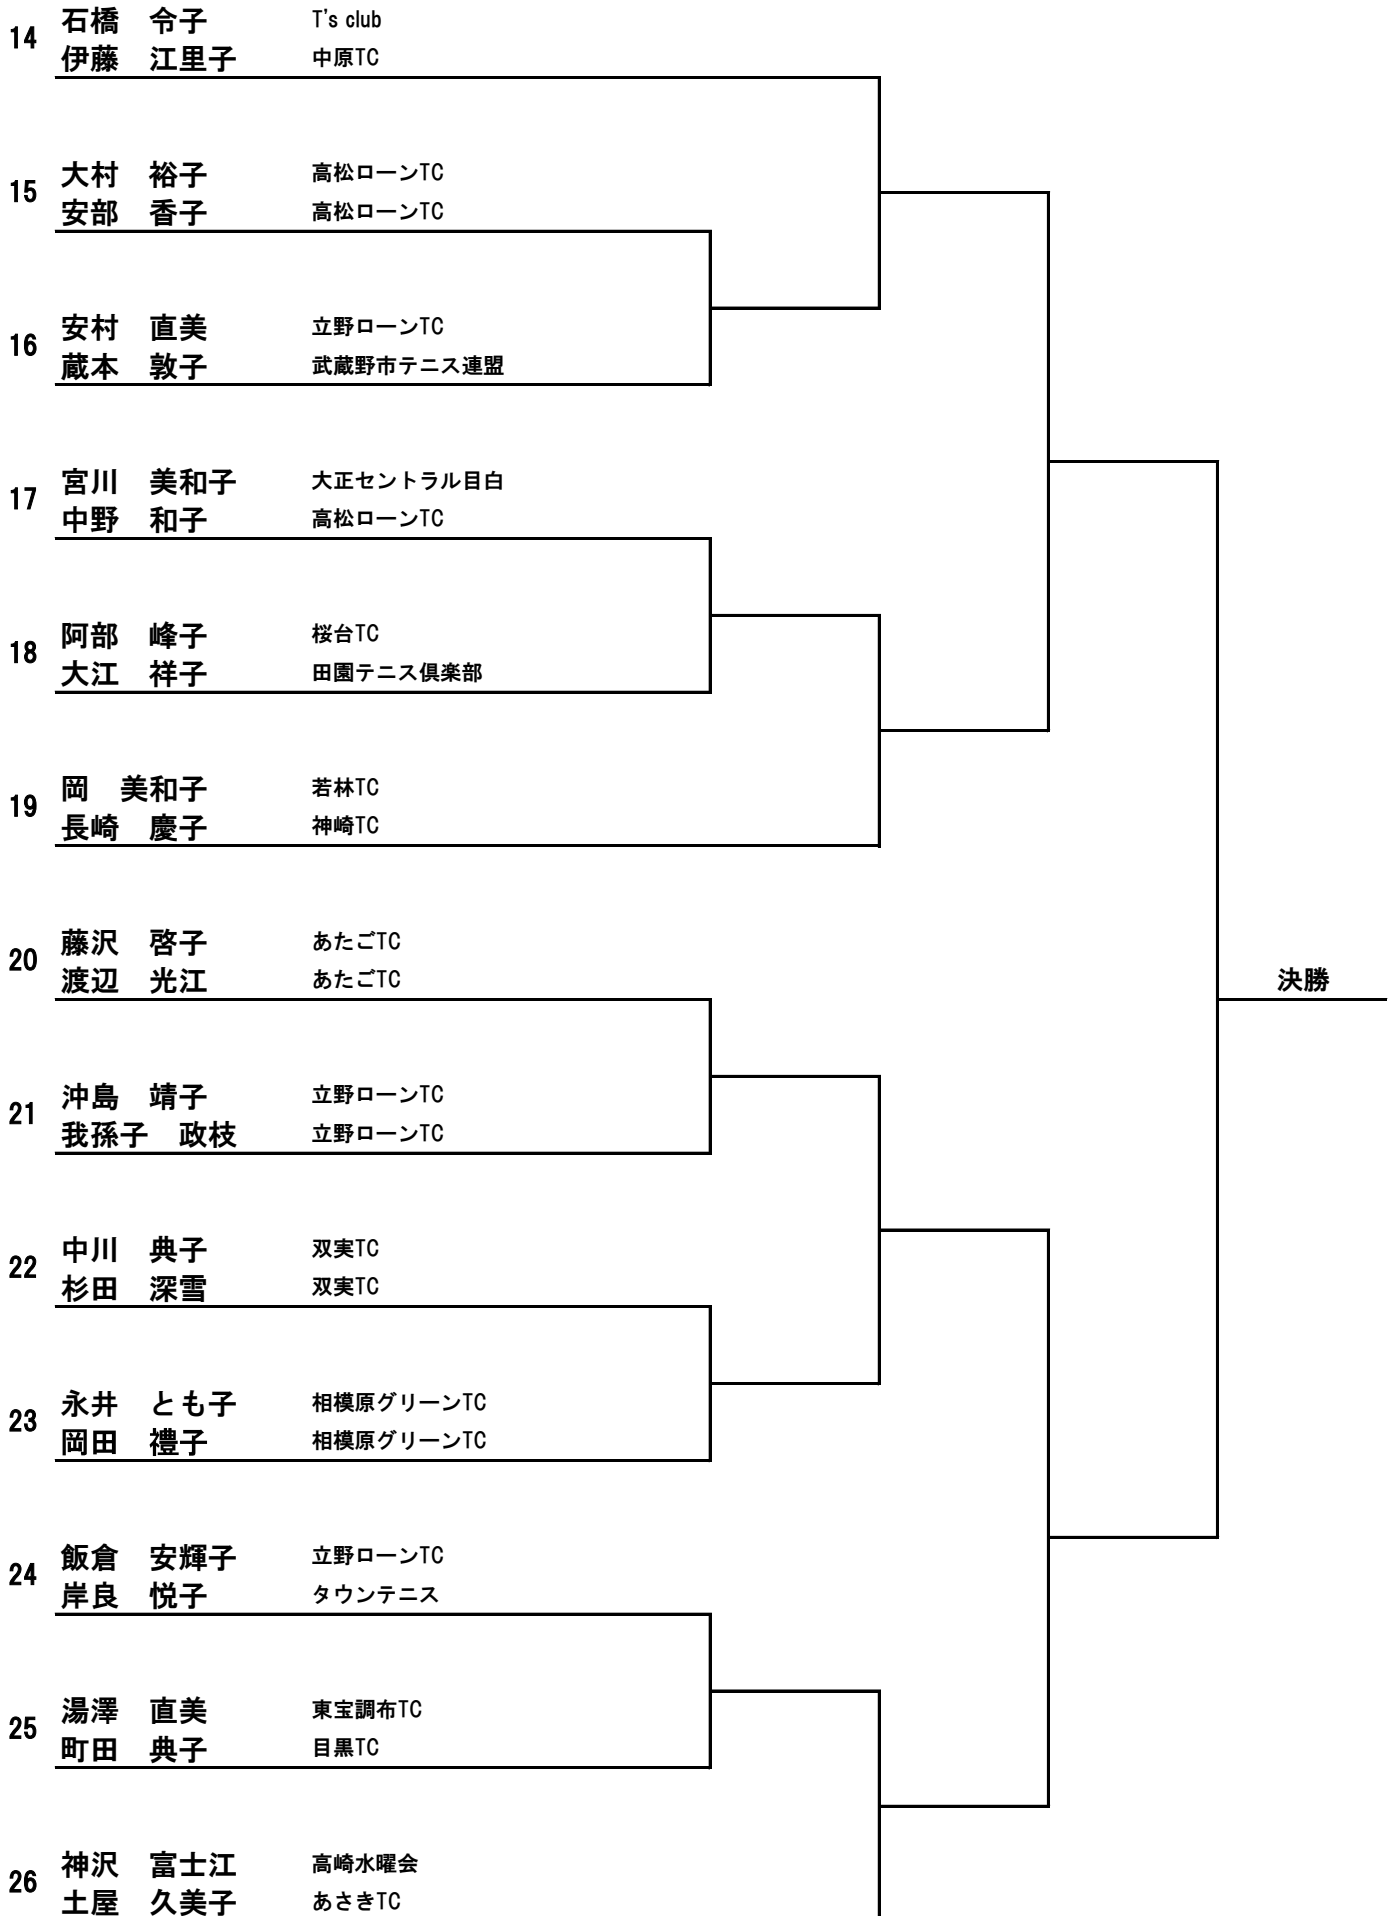 14
石橋　令子　T's club
伊藤　江里子　中原TC
15
大村　裕子　高松ローンTC
安部　香子　高松ローンTC
16
安村　直美　立野ローンTC
蔵本　敦子　武蔵野市テニス連盟
17
宮川　美和子　大正セントラル目白
中野　和子　高松ローンTC
18
阿部　峰子　桜台TC
大江　祥子　田園テニス倶楽部
19
岡　美和子　若林TC
長崎　慶子　神崎TC
20
藤沢　啓子　あたごTC
渡辺　光江　あたごTC
決勝
21
沖島　靖子　立野ローンTC
我孫子　政枝　立野ローンTC
22
中川　典子　双実TC
杉田　深雪　双実TC
23
永井　とも子　相模原グリーンTC
岡田　禮子　相模原グリーンTC
24
飯倉　安輝子　立野ローンTC
岸良　悦子　タウンテニス
25
湯澤　直美　東宝調布TC
町田　典子　目黒TC
26
神沢　富士江　高崎水曜会
土屋　久美子　あさきTC